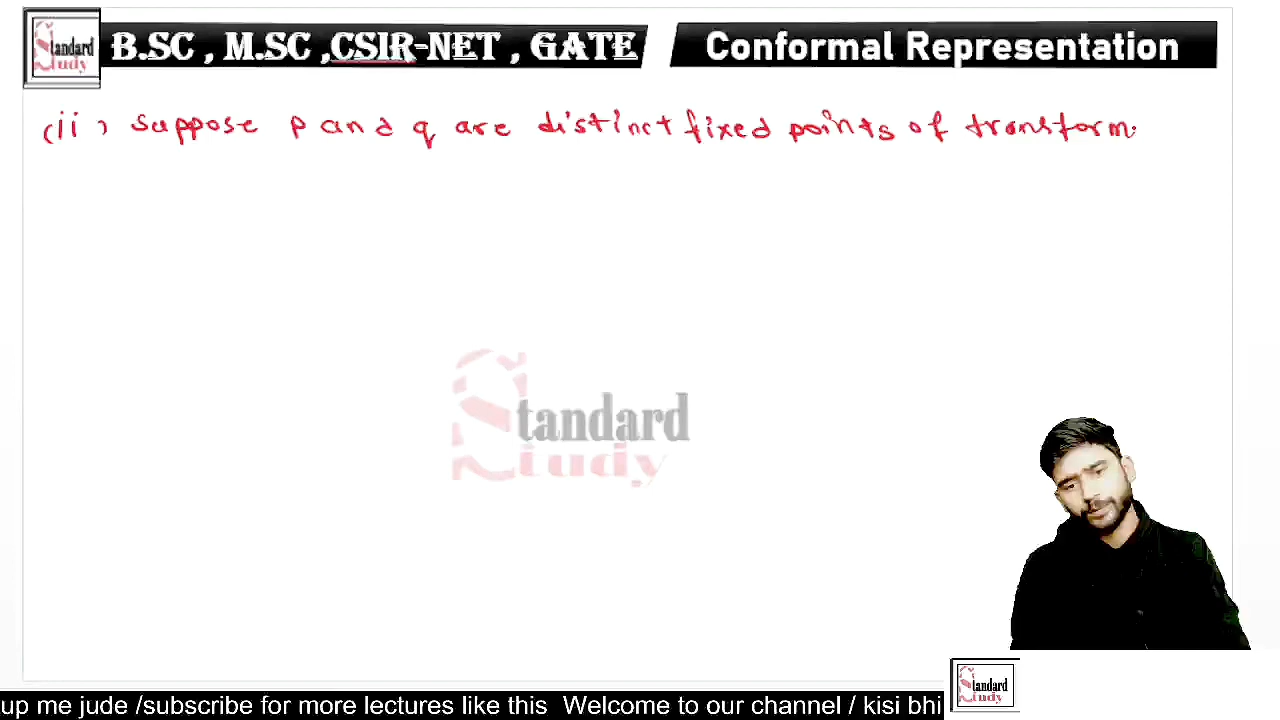 Standard Study
B.SC , M.SC ,CSIR-NET , GATE
Conformal Representation
(ii) suppose p and q are distinct fixed points of transform.
Standard
Study
up me jude /subscribe for more lectures like this Welcome to our channel / kisi bhi
Standard
Study